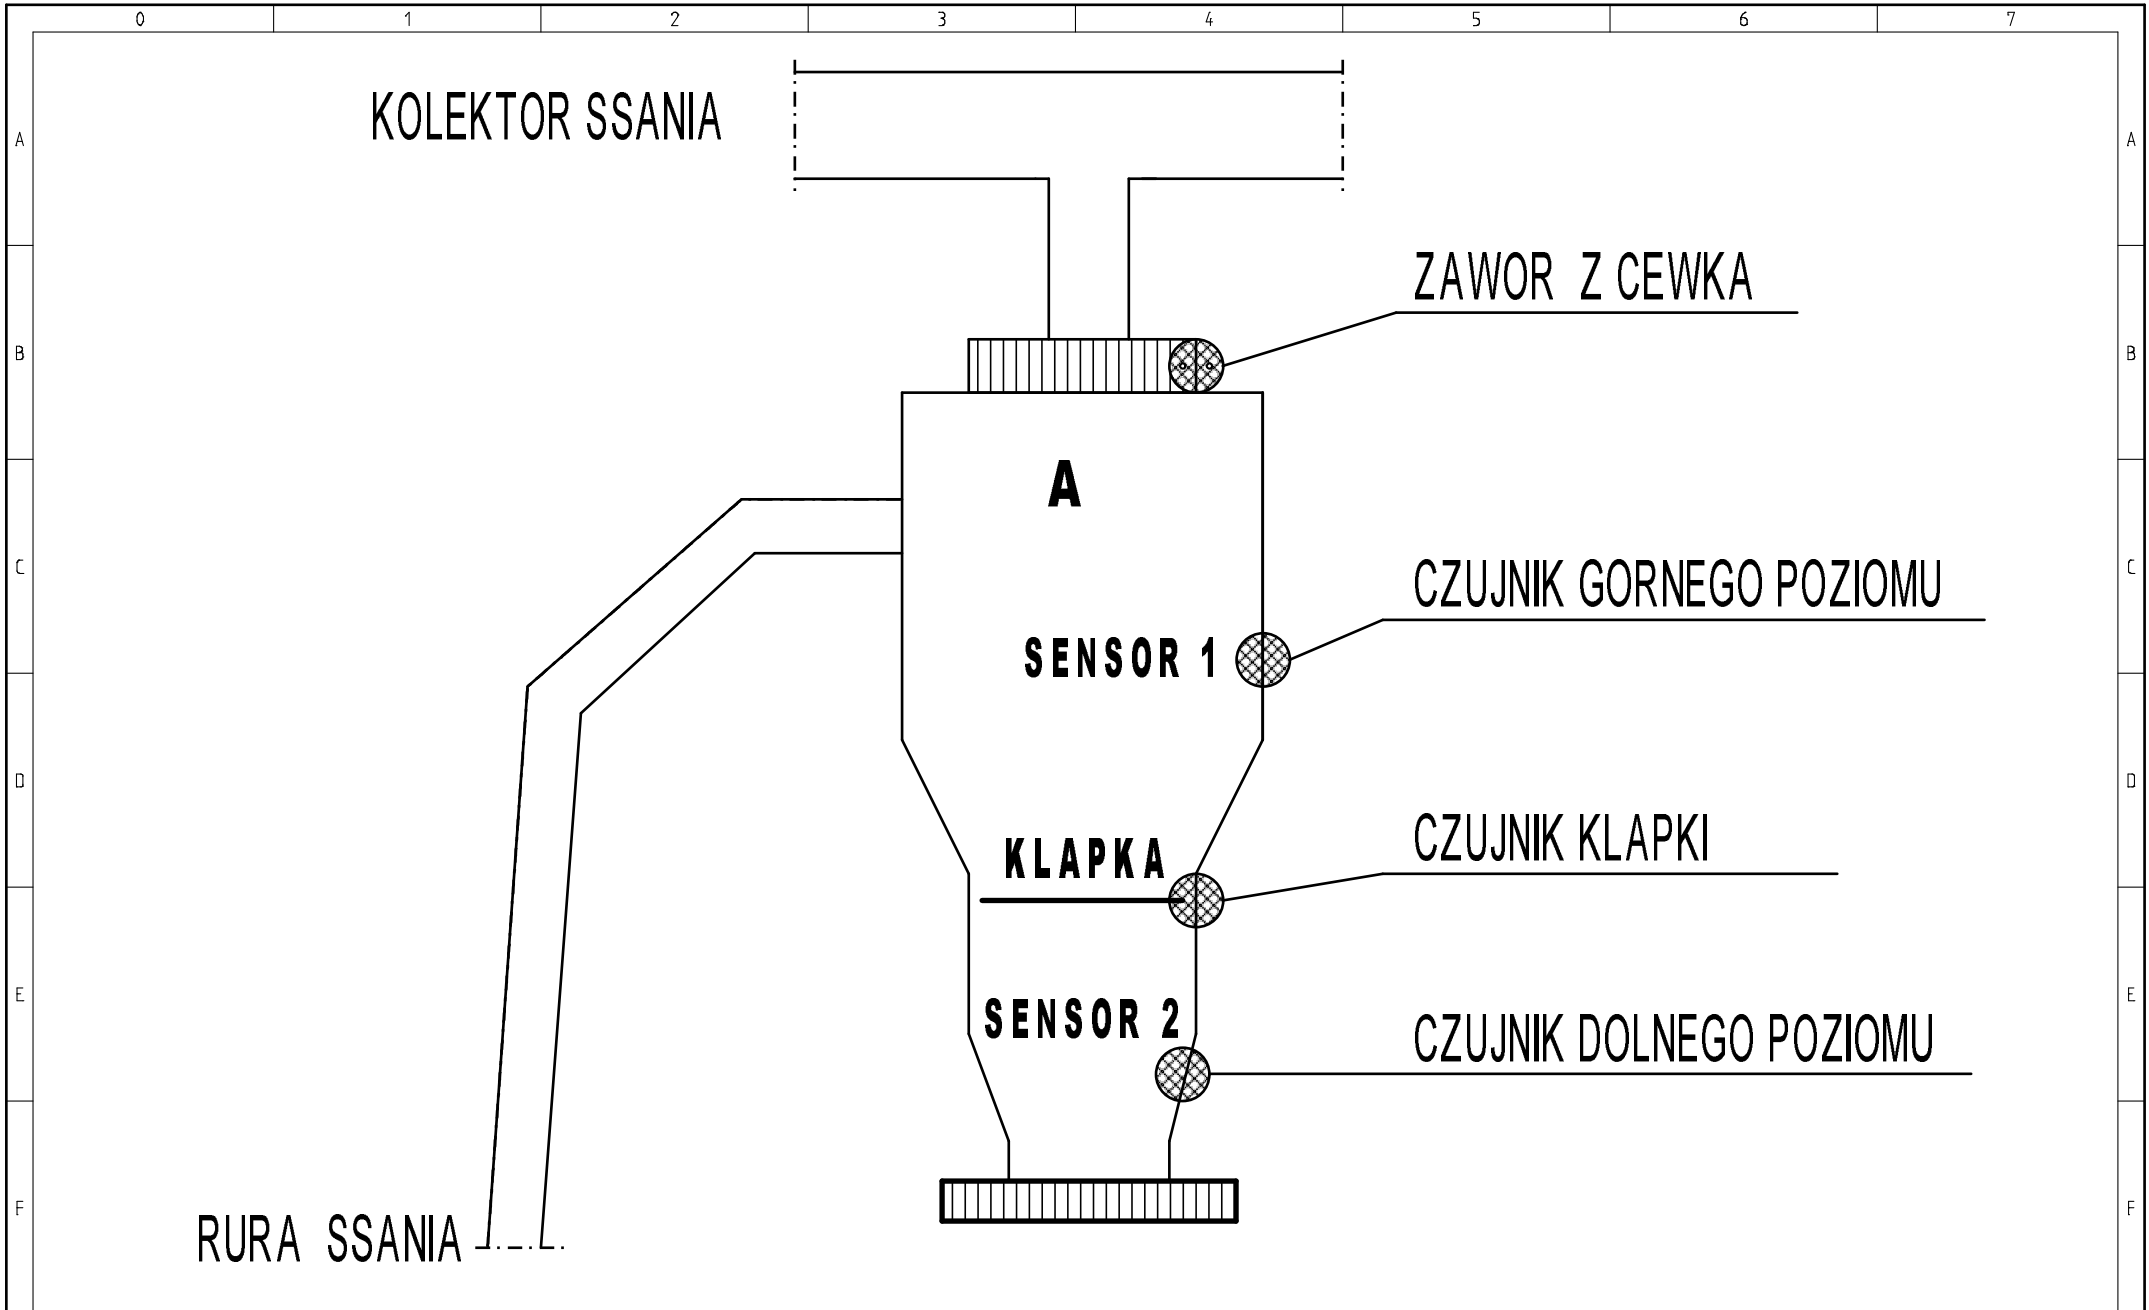 0 1 2 3 4 5 6 7
KOLEKTOR SSANIA
A A
ZAWOR Z CEWKA
B B
A
C C
CZUJNIK GORNEGO POZIOMU
SENSOR 1
D D
CZUJNIK KLAPKI
KLAPKA
E E
SENSOR 2
CZUJNIK DOLNEGO POZIOMU
F F
RURA SSANIA